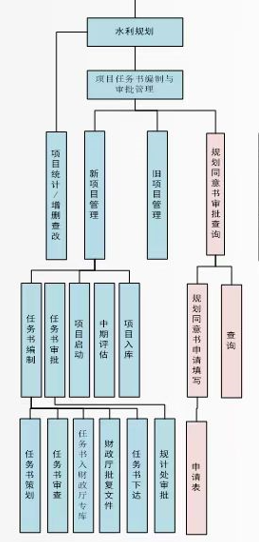 水利规划
项目任务书编制与
审批管理
项目统计/增删查改
新项目管理
旧项目管理
规划同意书审批查询
任务书编制
任务书审批
项目启动
中期评估
项目入库
规划同意书申请填写
查询
任务书策划
任务书审查
任务书入财政厅专库
财政厅批复文件
任务书下达
规计处审批
申请表